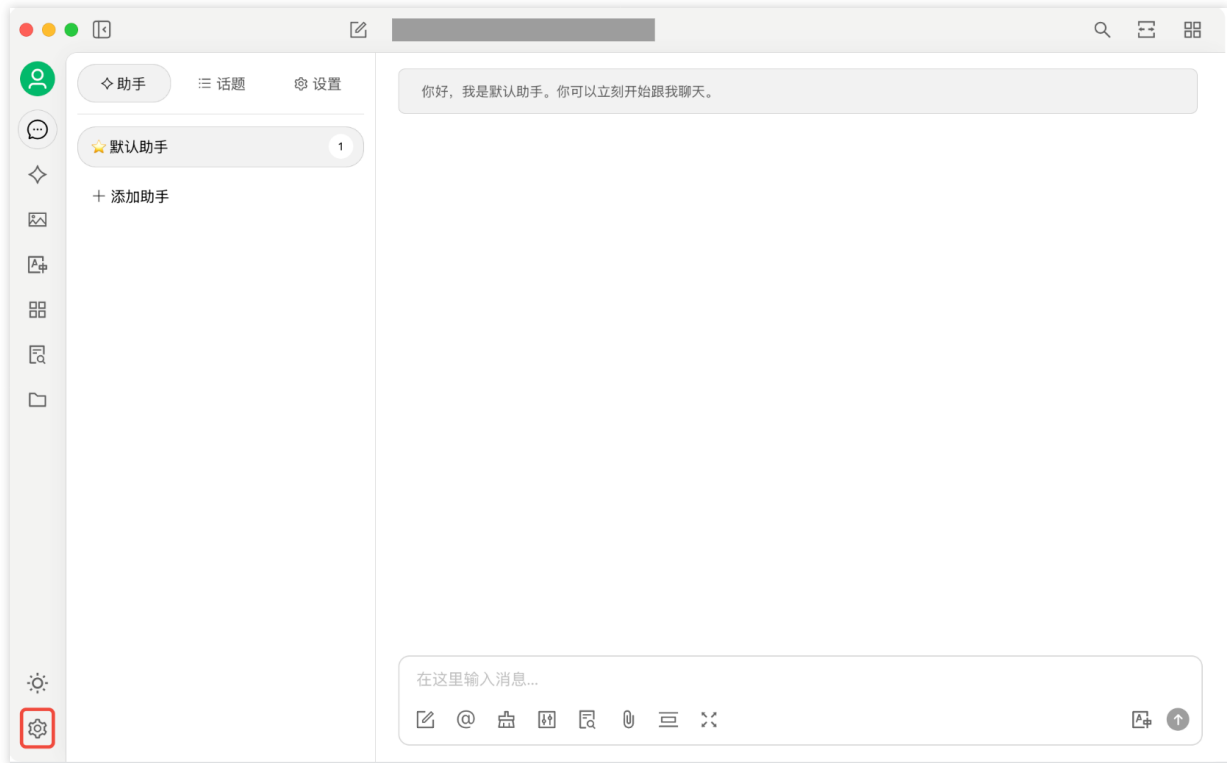 助手
话题
设置
你好，我是默认助手。你可以立刻开始跟我聊天。
默认助手
1
添加助手
在这里输入消息...